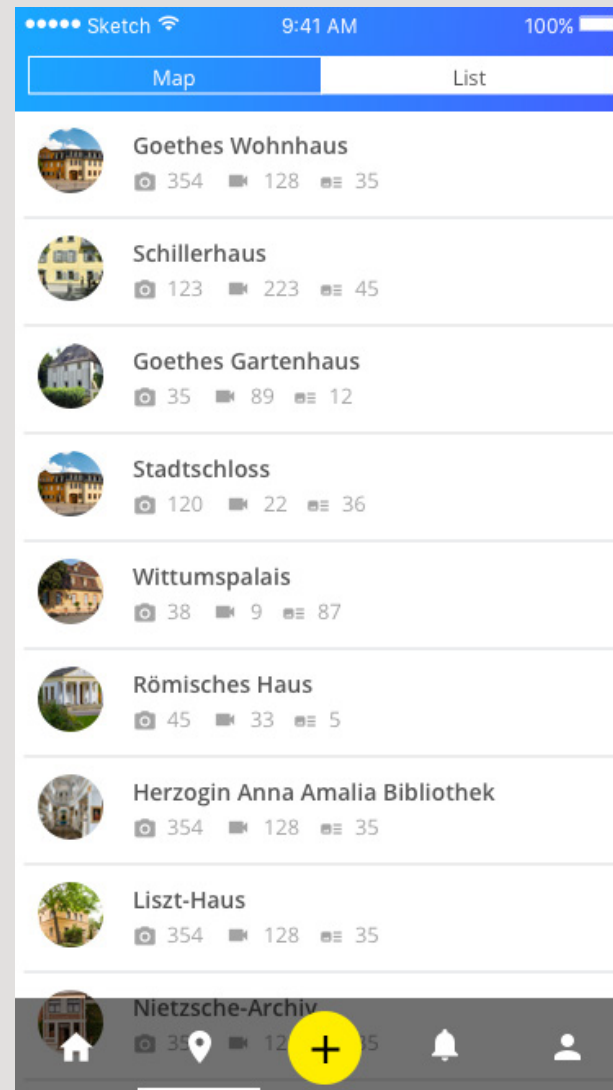 Sketch 9:41 AM 100%
Map List
Goethes Wohnhaus
354 128 35
Schillerhaus
123 223 45
Goethes Gartenhaus
35 89 12
Stadtschloss
120 22 36
Wittumspalais
38 9 87
Römisches Haus
45 33 5
Herzogin Anna Amalia Bibliothek
354 128 35
Liszt-Haus
354 128 35
Nietzsche-Archiv